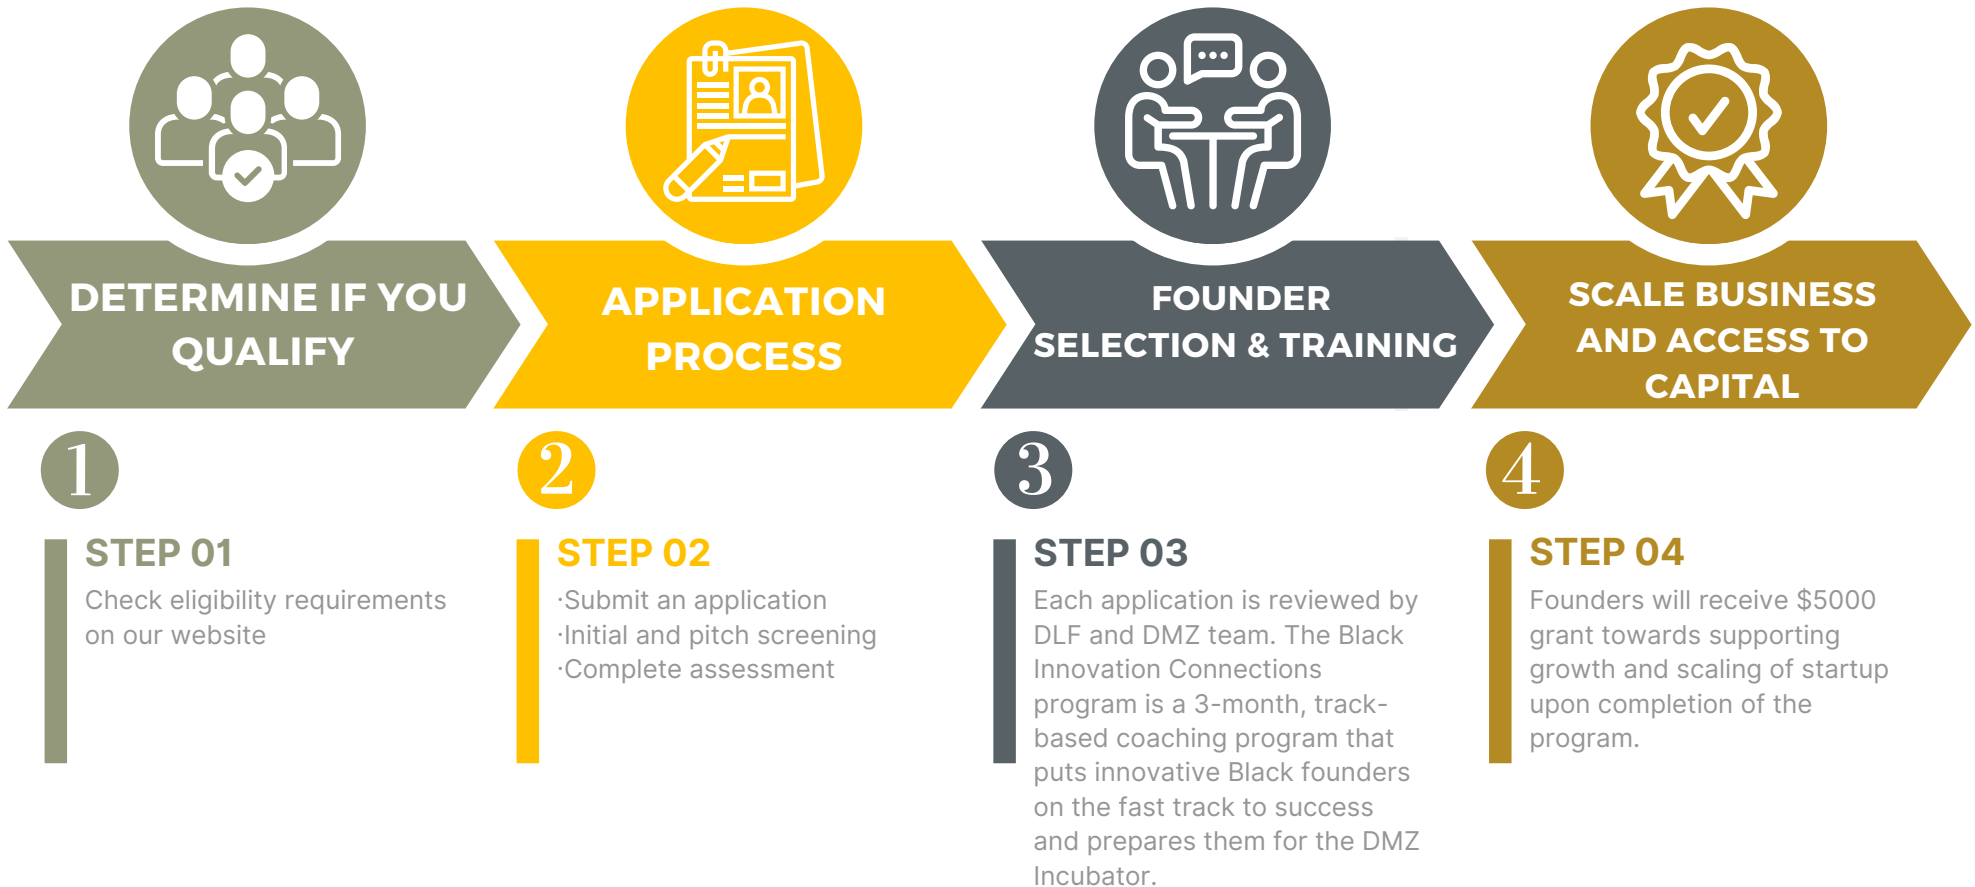 DETERMINE IF YOU
QUALIFY
APPLICATION
PROCESS
FOUNDER
SELECTION & TRAINING
SCALE BUSINESS
AND ACCESS TO
CAPITAL
1
STEP 01
Check eligibility requirements
on our website
2
STEP 02
·Submit an application
·Initial and pitch screening
·Complete assessment
3
STEP 03
Each application is reviewed by
DLF and DMZ team. The Black
Innovation Connections
program is a 3-month, track-
based coaching program that
puts innovative Black founders
on the fast track to success
and prepares them for the DMZ
Incubator.
4
STEP 04
Founders will receive $5000
grant towards supporting
growth and scaling of startup
upon completion of the
program.